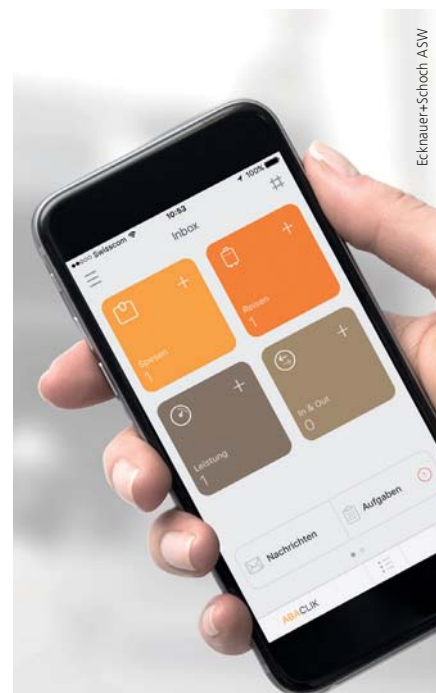 Ecknauer+Schoch ASW
Swisscom 10:53 100%
Inbox
Spesen
1
Reisen
1
Leistung
1
In & Out
0
Nachrichten
Aufgaben
1
ABACLIK